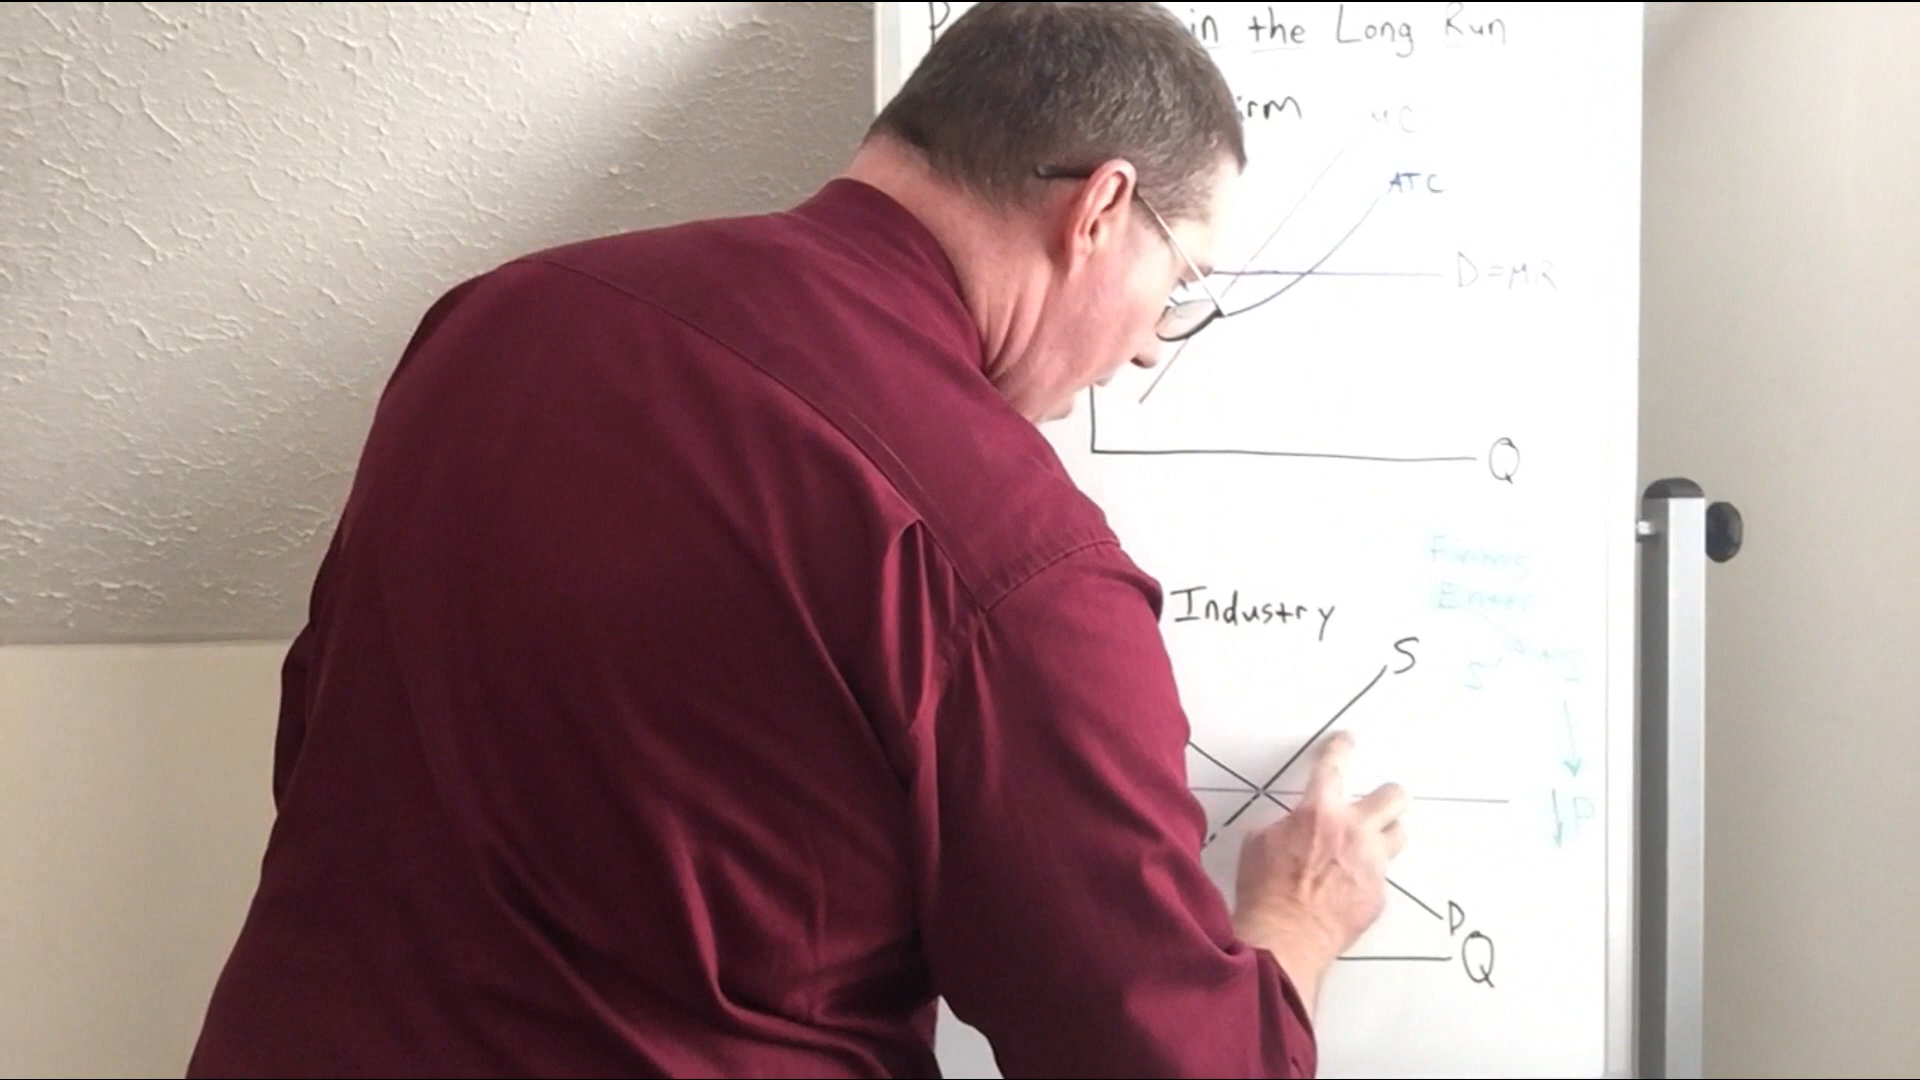 P in the Long Run
irm MC
ATC
D=MR
Q
Firms
Industry
Enter
S
S'
↓P
D
Q